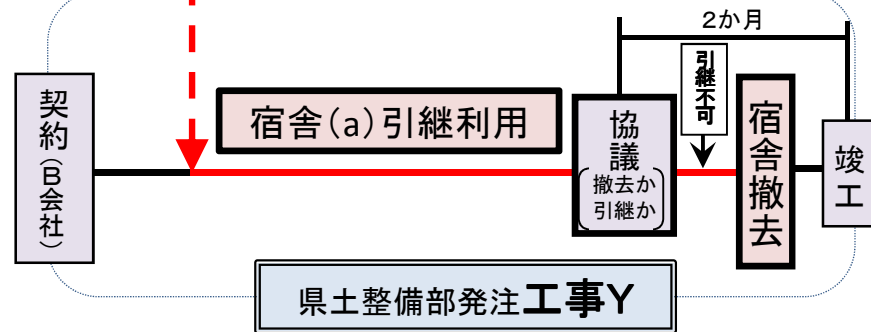 2か月
契約(B会社)
宿舎(a)引継利用
協議
撤去か
引継か
引継不可
宿舎撤去
竣工
県土整備部発注工事Y